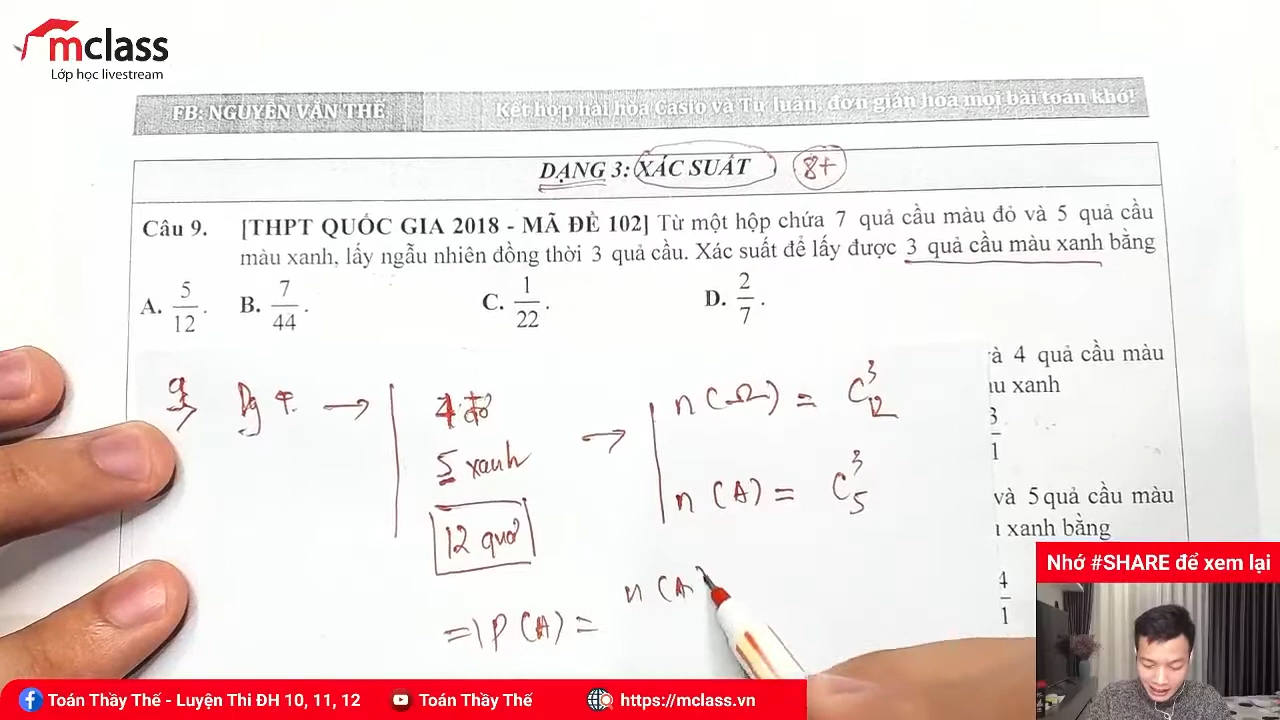 mclass
Lớp học livestream
FB: NGUYỄN VĂN THẾ
Kết hợp hài hòa Casio và Tự luận, đơn giản hóa mọi bài toán khó!
DẠNG 3: XÁC SUẤT 8+
Câu 9. [THPT QUỐC GIA 2018 - MÃ ĐỀ 102] Từ một hộp chứa 7 quả cầu màu đỏ và 5 quả cầu
màu xanh, lấy ngẫu nhiên đồng thời 3 quả cầu. Xác suất để lấy được 3 quả cầu màu xanh bằng
A. 5/12. B. 7/44. C. 1/22. D. 2/7.
à 4 quả cầu màu
u xanh
3
1
và 5 quả cầu màu
xanh bằng
4
1
→ đỏ
5 xanh
12 quả
→ n(Ω) = C³₁₂
n(A) = C³₅
=) P(A) = n(A)
Nhớ #SHARE để xem lại
Toán Thầy Thế - Luyện Thi ĐH 10, 11, 12
Toán Thầy Thế
https://mclass.vn